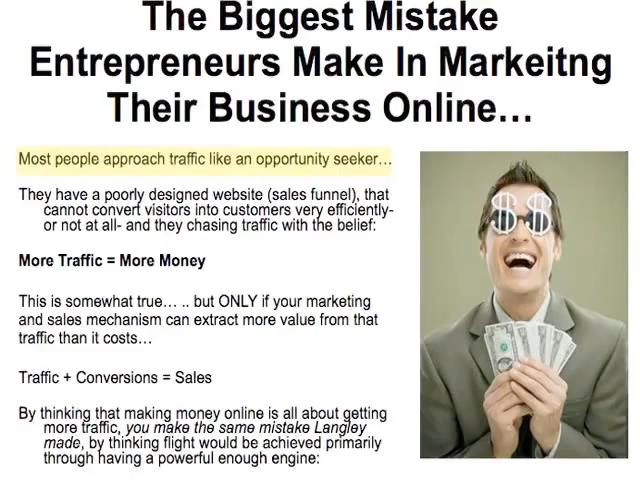 The Biggest Mistake
Entrepreneurs Make In Markeitng
Their Business Online…
Most people approach traffic like an opportunity seeker…
They have a poorly designed website (sales funnel), that
cannot convert visitors into customers very efficiently-
or not at all- and they chasing traffic with the belief:
More Traffic = More Money
This is somewhat true… .. but ONLY if your marketing
and sales mechanism can extract more value from that
traffic than it costs…
Traffic + Conversions = Sales
By thinking that making money online is all about getting
more traffic, you make the same mistake Langley
made, by thinking flight would be achieved primarily
through having a powerful enough engine: